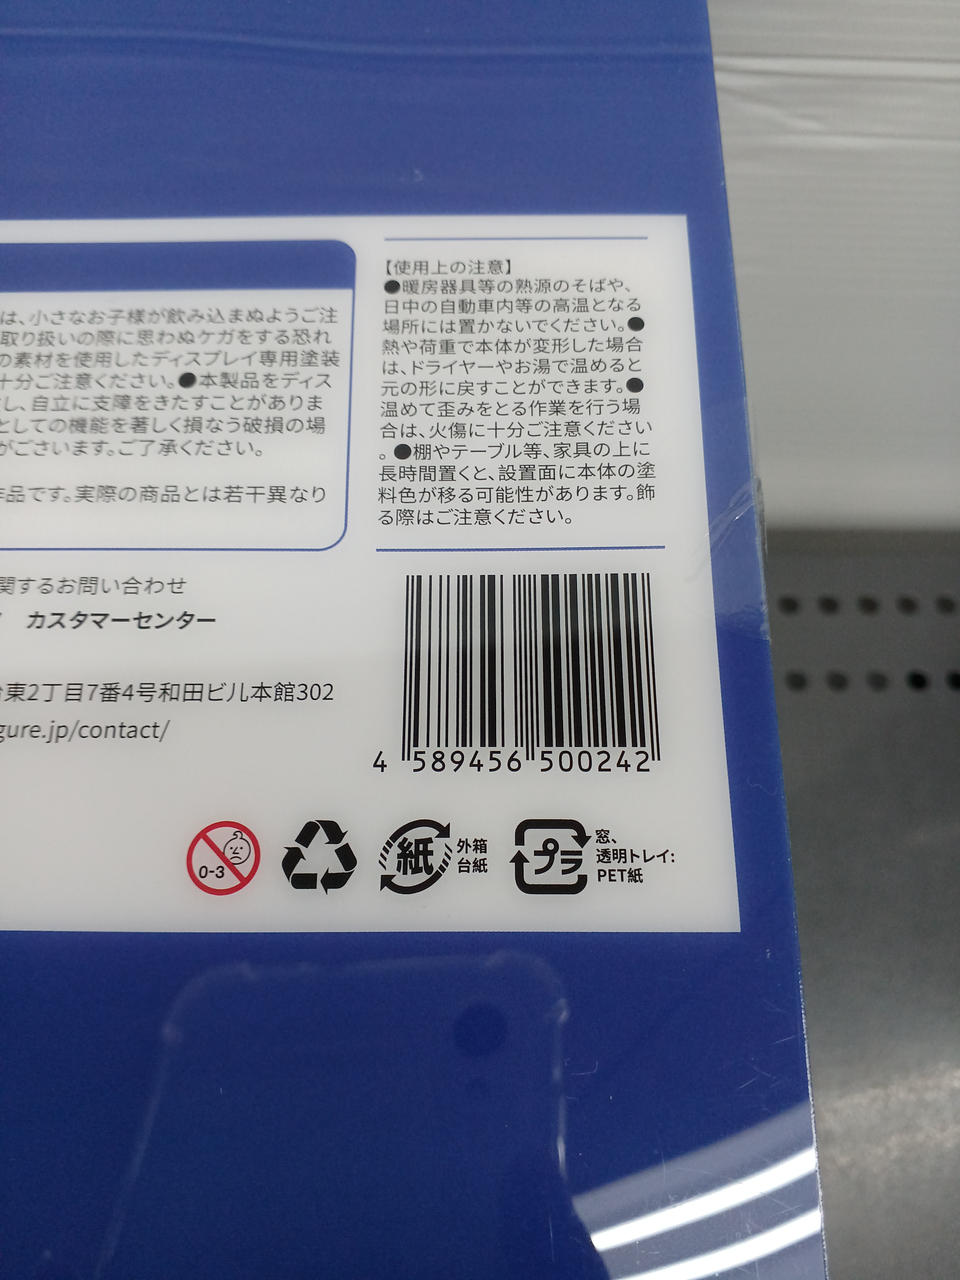 は、小さなお子様が飲み込まぬようご注
取り扱いの際に思わぬケガをする恐れ
の素材を使用したディスプレイ専用塗装
十分ご注意ください。●本製品をディス
し、自立に支障をきたすことがありま
としての機能を著しく損なう破損の場
がございます。ご了承ください。
作品です。実際の商品とは若干異なり
関するお問い合わせ
カスタマーセンター
台東2丁目7番4号和田ビル本館302
gure.jp/contact/
【使用上の注意】
●暖房器具等の熱源のそばや、
日中の自動車内等の高温となる
場所には置かないでください。●
熱や荷重で本体が変形した場合
は、ドライヤーやお湯で温めると
元の形に戻すことができます。●
温めて歪みをとる作業を行う場
合は、火傷に十分ご注意ください
。●棚やテーブル等、家具の上に
長時間置くと、設置面に本体の塗
料色が移る可能性があります。飾
る際はご注意ください。
4 589456 500242
0-3
紙
外箱
台紙
プラ
窓、
透明トレイ:
PET紙